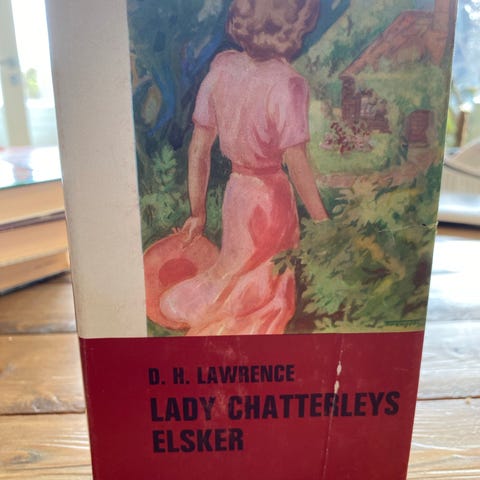 D. H. LAWRENCE
LADY CHATTERLEYS
ELSKER